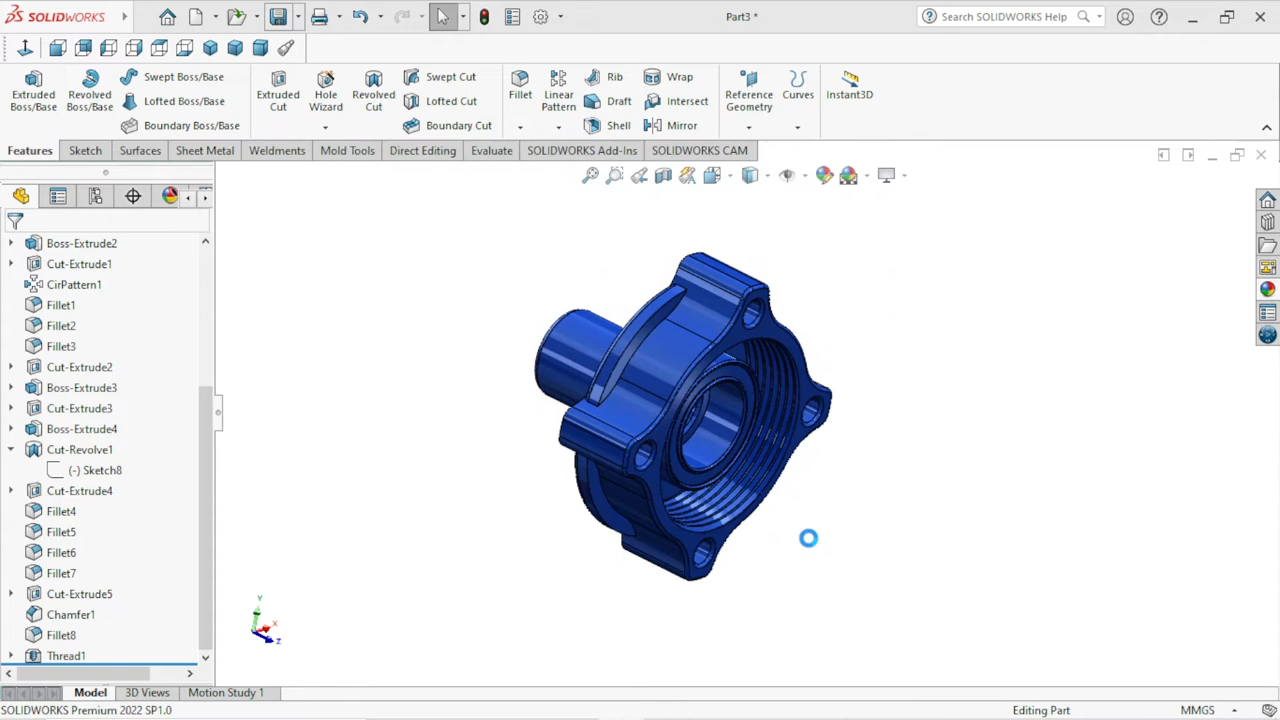 SOLIDWORKS
Part3 *
Search SOLIDWORKS Help
Extruded Boss/Base
Revolved Boss/Base
Swept Boss/Base
Lofted Boss/Base
Boundary Boss/Base
Extruded Cut
Hole Wizard
Revolved Cut
Swept Cut
Lofted Cut
Boundary Cut
Fillet
Linear Pattern
Rib
Draft
Shell
Wrap
Intersect
Mirror
Reference Geometry
Curves
Instant3D
Features Sketch Surfaces Sheet Metal Weldments Mold Tools Direct Editing Evaluate SOLIDWORKS Add-Ins SOLIDWORKS CAM
Boss-Extrude2
Cut-Extrude1
CirPattern1
Fillet1
Fillet2
Fillet3
Cut-Extrude2
Boss-Extrude3
Cut-Extrude3
Boss-Extrude4
Cut-Revolve1
(-) Sketch8
Cut-Extrude4
Fillet4
Fillet5
Fillet6
Fillet7
Cut-Extrude5
Chamfer1
Fillet8
Thread1
Y
X
Z
Model 3D Views Motion Study 1
SOLIDWORKS Premium 2022 SP1.0 Editing Part MMGS